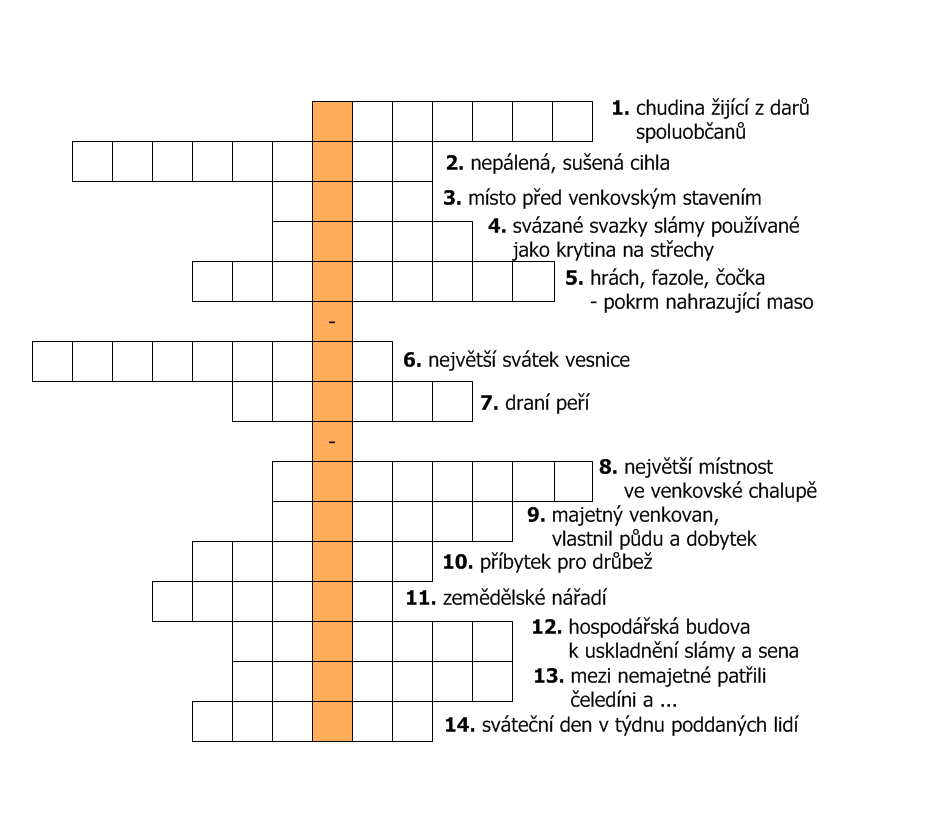 1. chudina žijící z darů
spoluobčanů
2. nepálená, sušená cihla
3. místo před venkovským stavením
4. svázané svazky slámy používané
jako krytina na střechy
5. hrách, fazole, čočka
- pokrm nahrazující maso
-
6. největší svátek vesnice
7. draní peří
-
8. největší místnost
ve venkovské chalupě
9. majetný venkovan,
vlastnil půdu a dobytek
10. příbytek pro drůbež
11. zemědělské nářadí
12. hospodářská budova
k uskladnění slámy a sena
13. mezi nemajetné patřili
čeledíni a ...
14. sváteční den v týdnu poddaných lidí